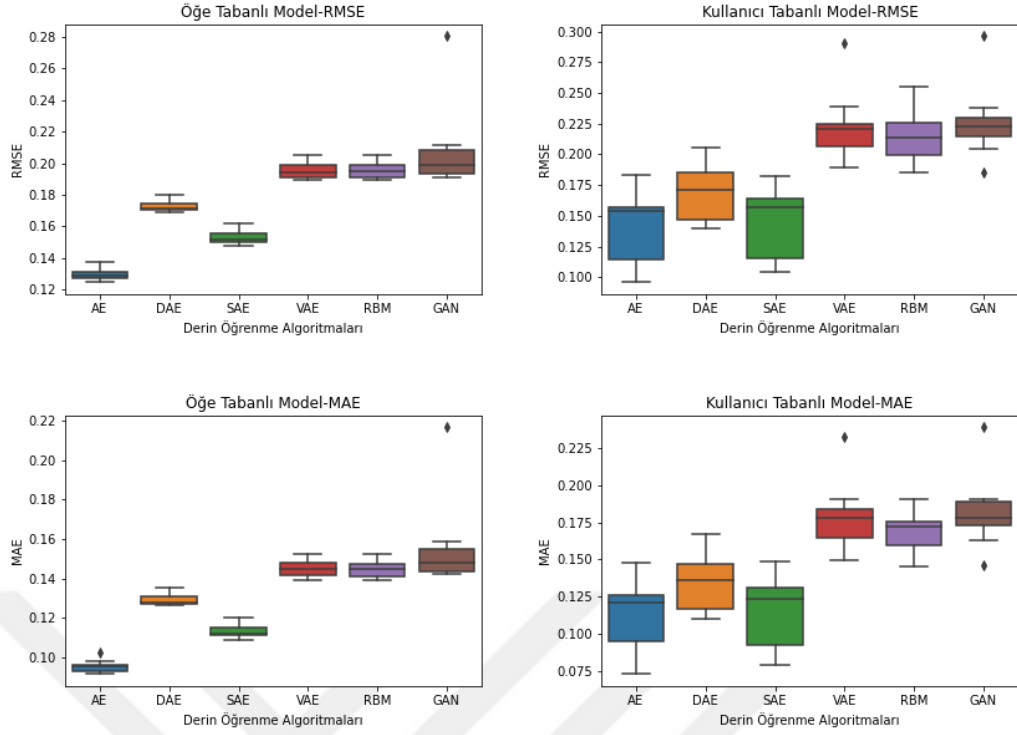 Öğe Tabanlı Model-RMSE
0.28
0.26
0.24
0.22
0.20
0.18
0.16
0.14
0.12
RMSE
AE DAE SAE VAE RBM GAN
Derin Öğrenme Algoritmaları
Kullanıcı Tabanlı Model-RMSE
0.300
0.275
0.250
0.225
0.200
0.175
0.150
0.125
0.100
RMSE
AE DAE SAE VAE RBM GAN
Derin Öğrenme Algoritmaları
Öğe Tabanlı Model-MAE
0.22
0.20
0.18
0.16
0.14
0.12
0.10
MAE
AE DAE SAE VAE RBM GAN
Derin Öğrenme Algoritmaları
Kullanıcı Tabanlı Model-MAE
0.225
0.200
0.175
0.150
0.125
0.100
0.075
MAE
AE DAE SAE VAE RBM GAN
Derin Öğrenme Algoritmaları